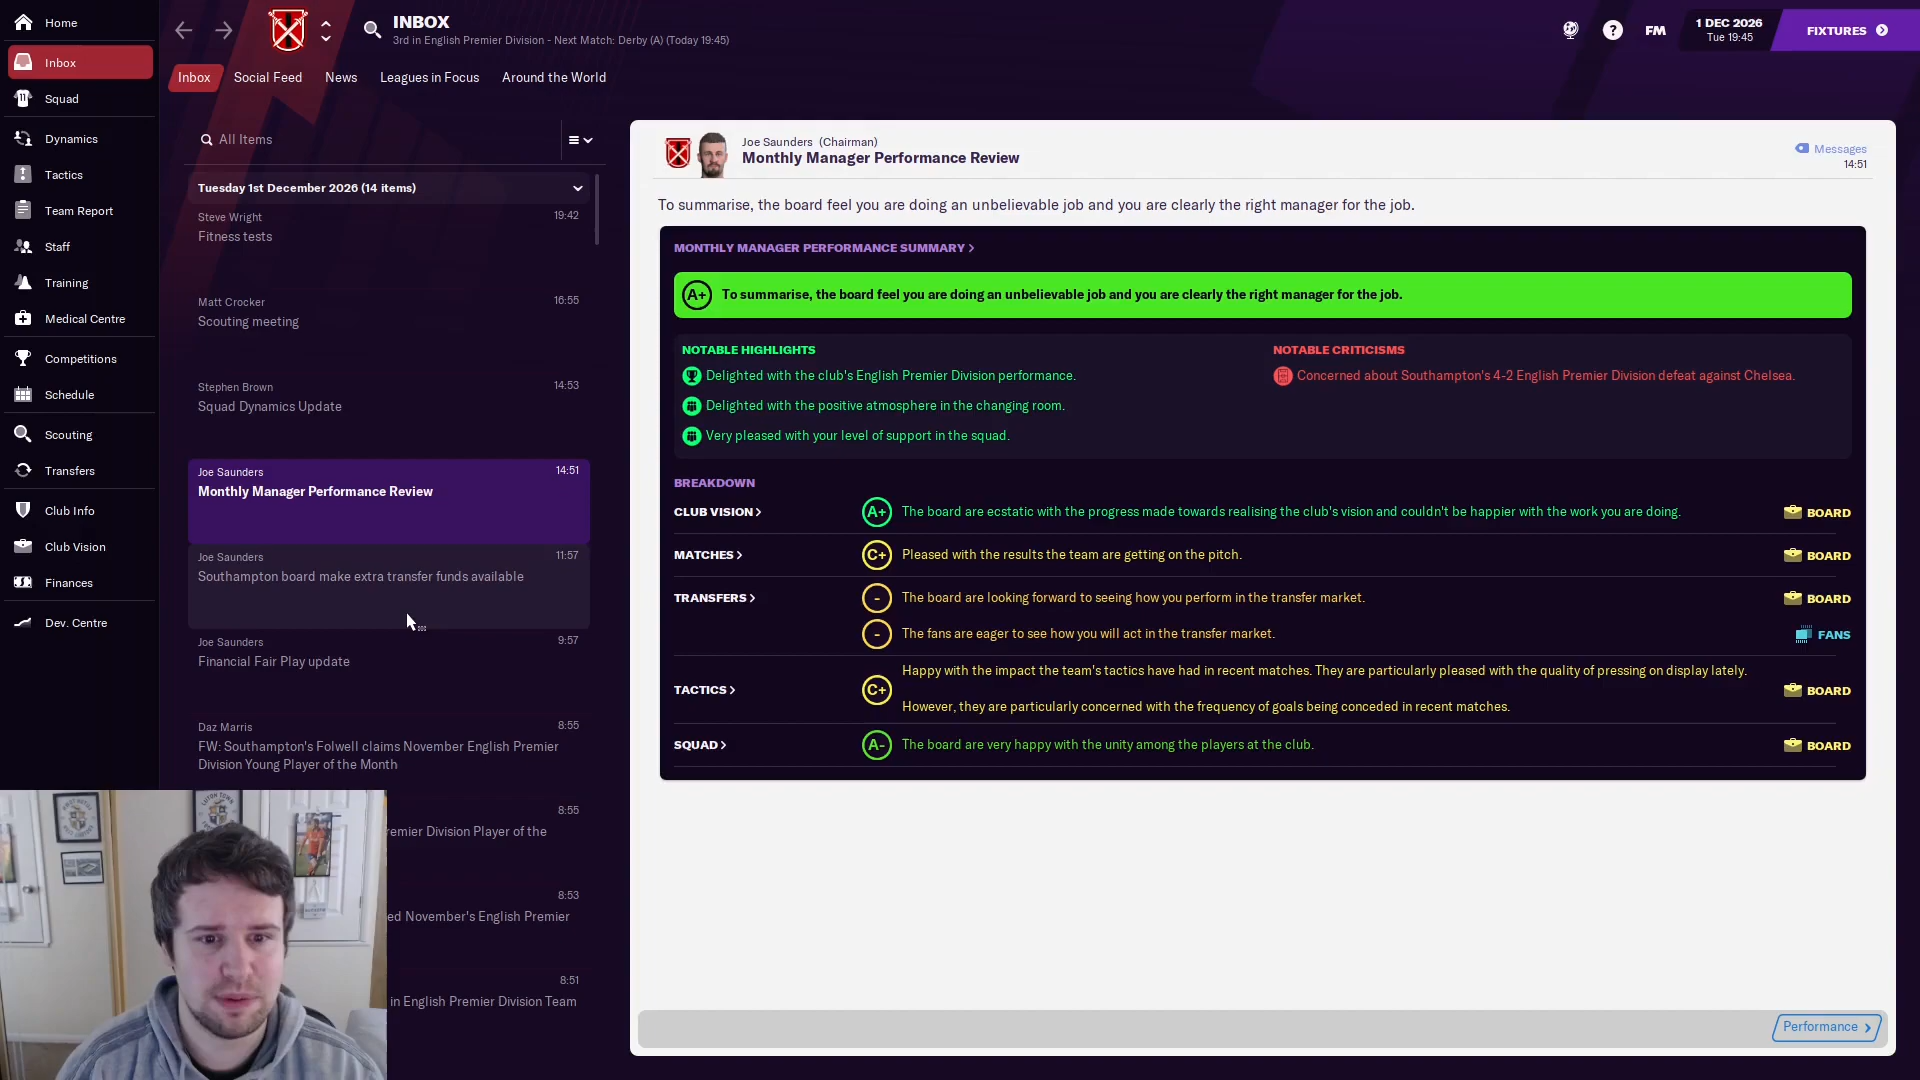 Home
Inbox
Squad
Dynamics
Tactics
Team Report
Staff
Training
Medical Centre
Competitions
Schedule
Scouting
Transfers
Club Info
Club Vision
Finances
Dev. Centre
INBOX
3rd in English Premier Division - Next Match: Derby (A) (Today 19:45)
FM
1 DEC 2026
Tue 19:45
FIXTURES
Inbox
Social Feed
News
Leagues in Focus
Around the World
All Items
Tuesday 1st December 2026 (14 items)
Steve Wright 19:42
Fitness tests
Matt Crocker 16:55
Scouting meeting
Stephen Brown 14:53
Squad Dynamics Update
Joe Saunders 14:51
Monthly Manager Performance Review
Joe Saunders 11:57
Southampton board make extra transfer funds available
Joe Saunders 9:57
Financial Fair Play update
Daz Marris 8:55
FW: Southampton's Folwell claims November English Premier
Division Young Player of the Month
8:55
remier Division Player of the
8:53
ed November's English Premier
8:51
in English Premier Division Team
Joe Saunders (Chairman)
Monthly Manager Performance Review
Messages
14:51
To summarise, the board feel you are doing an unbelievable job and you are clearly the right manager for the job.
MONTHLY MANAGER PERFORMANCE SUMMARY >
A+ To summarise, the board feel you are doing an unbelievable job and you are clearly the right manager for the job.
NOTABLE HIGHLIGHTS
Delighted with the club's English Premier Division performance.
Delighted with the positive atmosphere in the changing room.
Very pleased with your level of support in the squad.
NOTABLE CRITICISMS
Concerned about Southampton's 4-2 English Premier Division defeat against Chelsea.
BREAKDOWN
CLUB VISION > A+ The board are ecstatic with the progress made towards realising the club's vision and couldn't be happier with the work you are doing. BOARD
MATCHES > C+ Pleased with the results the team are getting on the pitch. BOARD
TRANSFERS > - The board are looking forward to seeing how you perform in the transfer market. BOARD
- The fans are eager to see how you will act in the transfer market. FANS
TACTICS > C+ Happy with the impact the team's tactics have had in recent matches. They are particularly pleased with the quality of pressing on display lately. BOARD
However, they are particularly concerned with the frequency of goals being conceded in recent matches.
SQUAD > A- The board are very happy with the unity among the players at the club. BOARD
Performance >